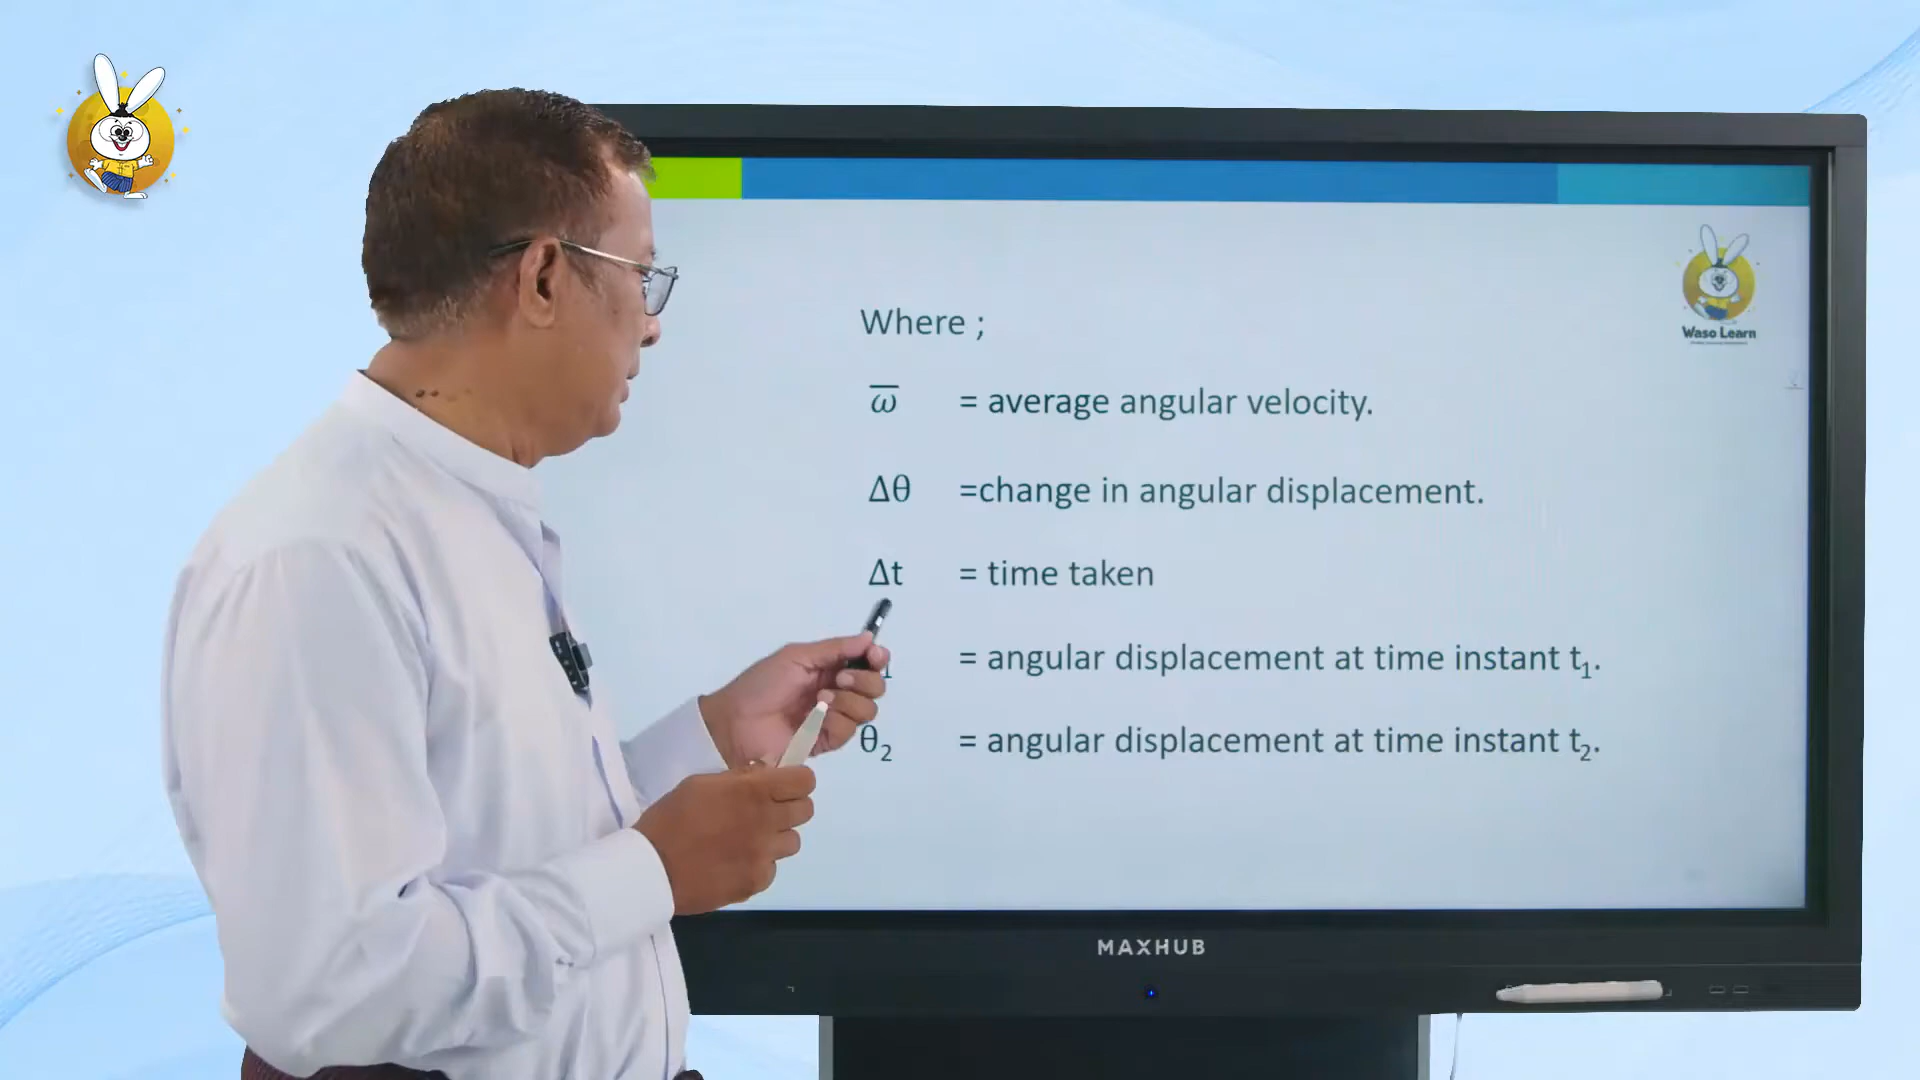 Where ;
Waso Learn
ω̅ = average angular velocity.
Δθ =change in angular displacement.
Δt = time taken
1 = angular displacement at time instant t₁.
θ₂ = angular displacement at time instant t₂.
MAXHUB